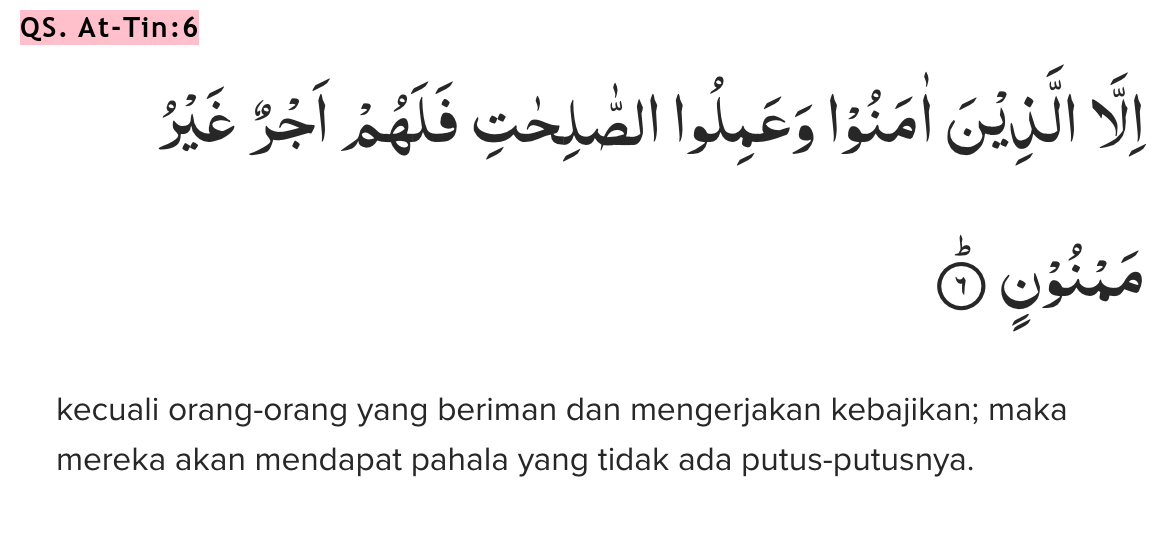 QS. At-Tin:6
اِلَّا الَّذِيْنَ اٰمَنُوْا وَعَمِلُوا الصّٰلِحٰتِ فَلَهُمْ اَجْرٌ غَيْرُ
مَمْنُوْنٍ ۗ ٦
kecuali orang-orang yang beriman dan mengerjakan kebajikan; maka
mereka akan mendapat pahala yang tidak ada putus-putusnya.